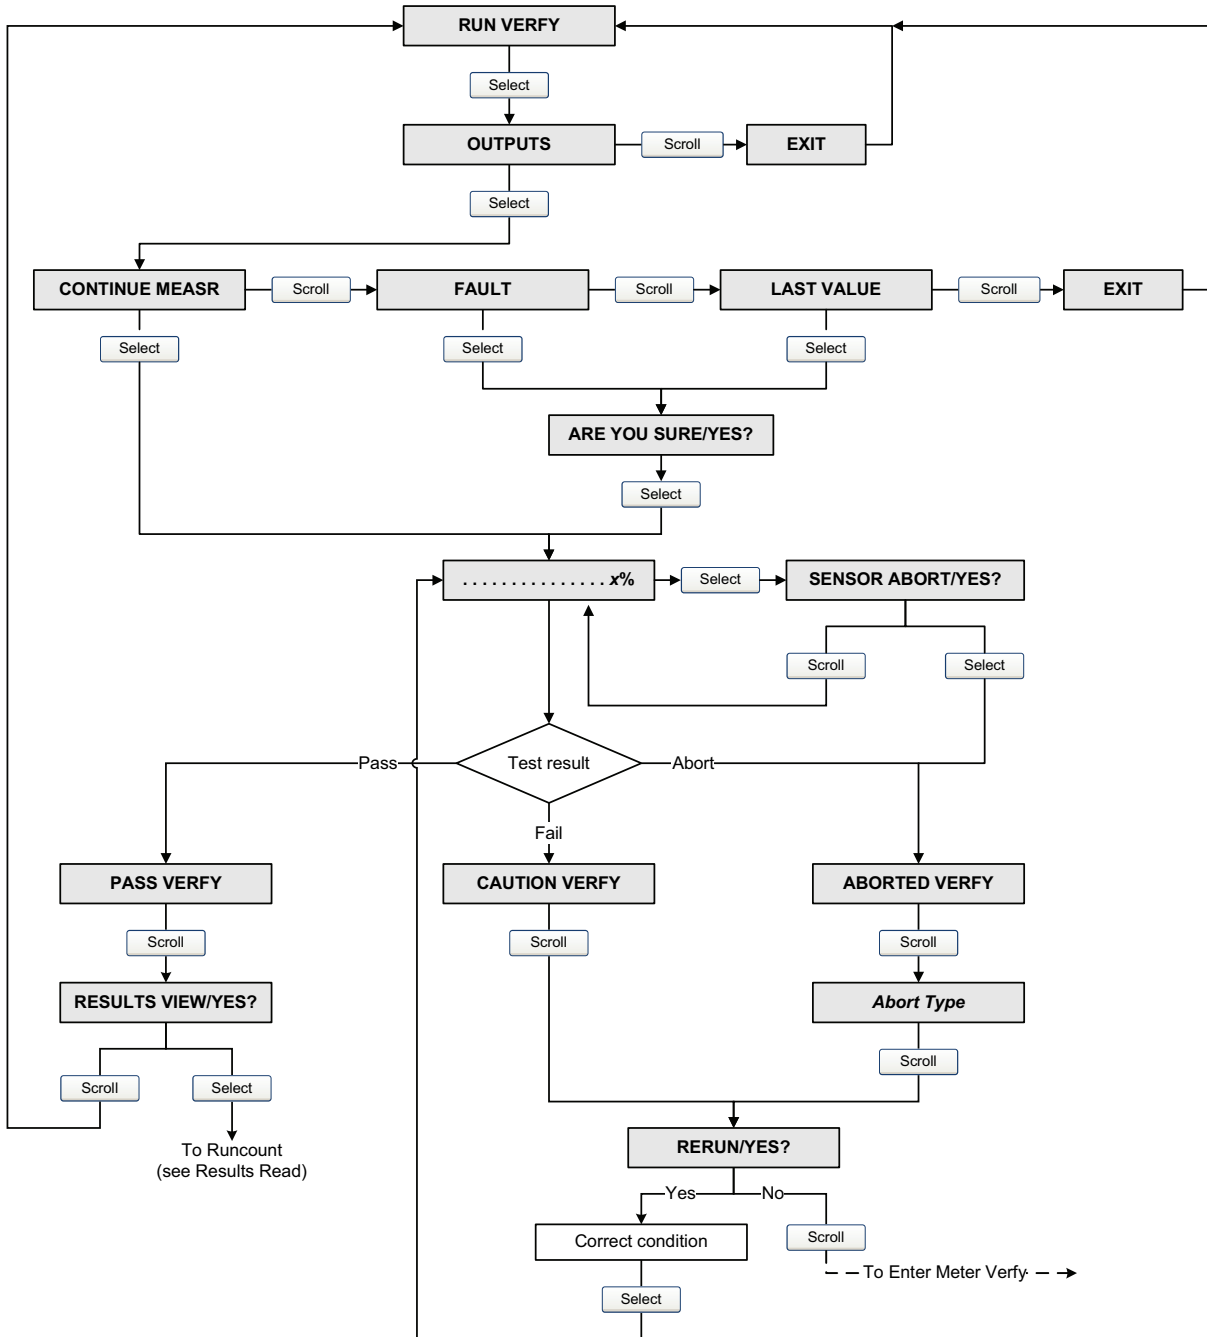 RUN VERFY
Select
OUTPUTS
Scroll
EXIT
Select
CONTINUE MEASR
Scroll
FAULT
Scroll
LAST VALUE
Scroll
EXIT
Select
Select
Select
ARE YOU SURE/YES?
Select
. . . . . . . . . . . . . . . x%
Select
SENSOR ABORT/YES?
Scroll
Select
Pass
Test result
Abort
Fail
PASS VERFY
CAUTION VERFY
ABORTED VERFY
Scroll
Scroll
Scroll
RESULTS VIEW/YES?
Abort Type
Scroll
Select
Scroll
To Runcount
(see Results Read)
RERUN/YES?
Yes
No
Correct condition
Scroll
To Enter Meter Verfy
Select